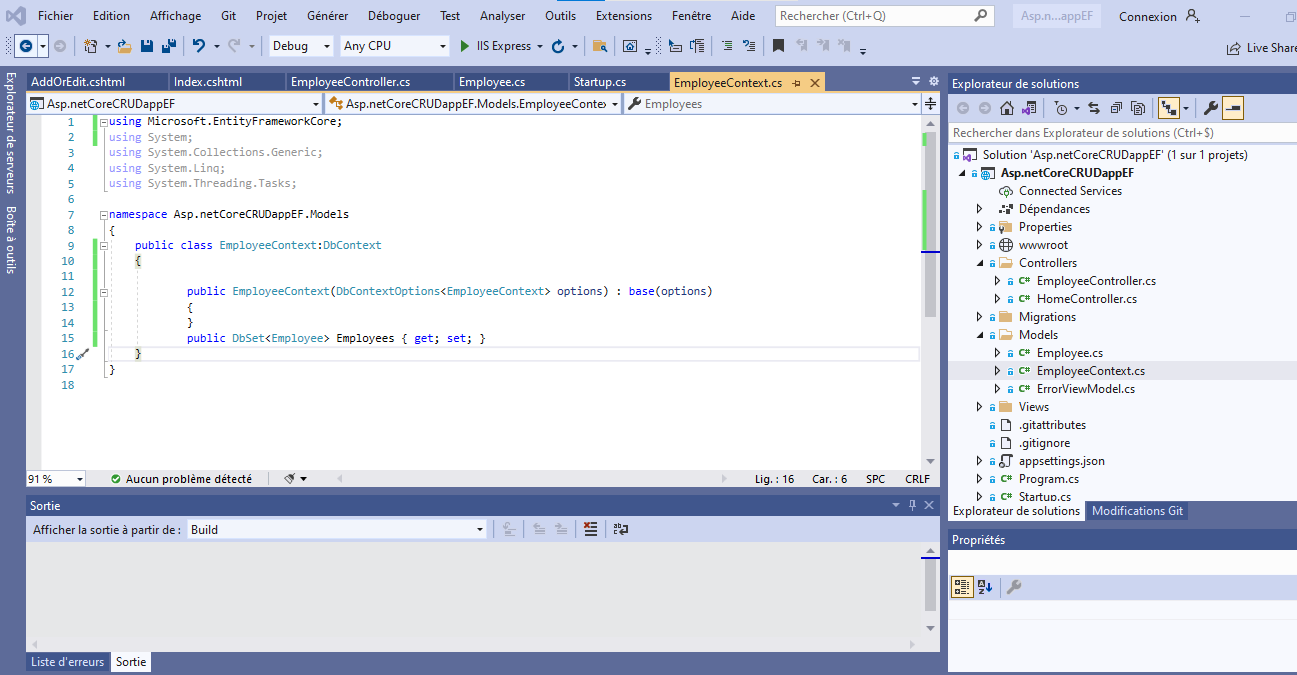 Fichier Edition Affichage Git Projet Générer Déboguer Test Analyser Outils Extensions Fenêtre Aide Rechercher (Ctrl+Q) Asp.n...appEF Connexion
Debug Any CPU IIS Express Live Share
AddOrEdit.cshtml Index.cshtml EmployeeController.cs Employee.cs Startup.cs EmployeeContext.cs
Asp.netCoreCRUDappEF Asp.netCoreCRUDappEF.Models.EmployeeConte Employees
Explorateur de serveurs
Boîte à outils
1 using Microsoft.EntityFrameworkCore;
2 using System;
3 using System.Collections.Generic;
4 using System.Linq;
5 using System.Threading.Tasks;
6
7 namespace Asp.netCoreCRUDappEF.Models
8 {
9 public class EmployeeContext:DbContext
10 {
11
12 public EmployeeContext(DbContextOptions<EmployeeContext> options) : base(options)
13 {
14 }
15 public DbSet<Employee> Employees { get; set; }
16 }
17 }
18
91 % Aucun problème détecté Lig. : 16 Car. : 6 SPC CRLF
Sortie
Afficher la sortie à partir de : Build
Liste d'erreurs Sortie
Explorateur de solutions
Rechercher dans Explorateur de solutions (Ctrl+$)
Solution 'Asp.netCoreCRUDappEF' (1 sur 1 projets)
Asp.netCoreCRUDappEF
Connected Services
Dépendances
Properties
wwwroot
Controllers
C# EmployeeController.cs
C# HomeController.cs
Migrations
Models
C# Employee.cs
C# EmployeeContext.cs
C# ErrorViewModel.cs
Views
.gitattributes
.gitignore
appsettings.json
C# Program.cs
C# Startup.cs
Explorateur de solutions Modifications Git
Propriétés